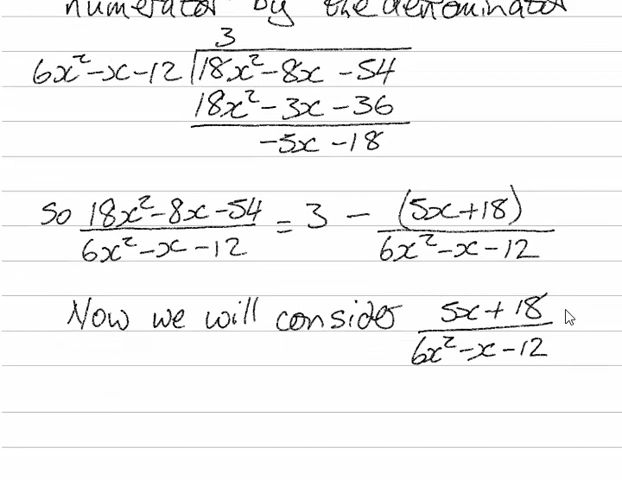 numerator by the denominator
3
6x²-x-12 18x²-8x-54
18x²-3x-36
-5x-18
So 18x²-8x-54 / 6x²-x-12 = 3 - (5x+18) / 6x²-x-12
Now we will consider 5x+18 / 6x²-x-12